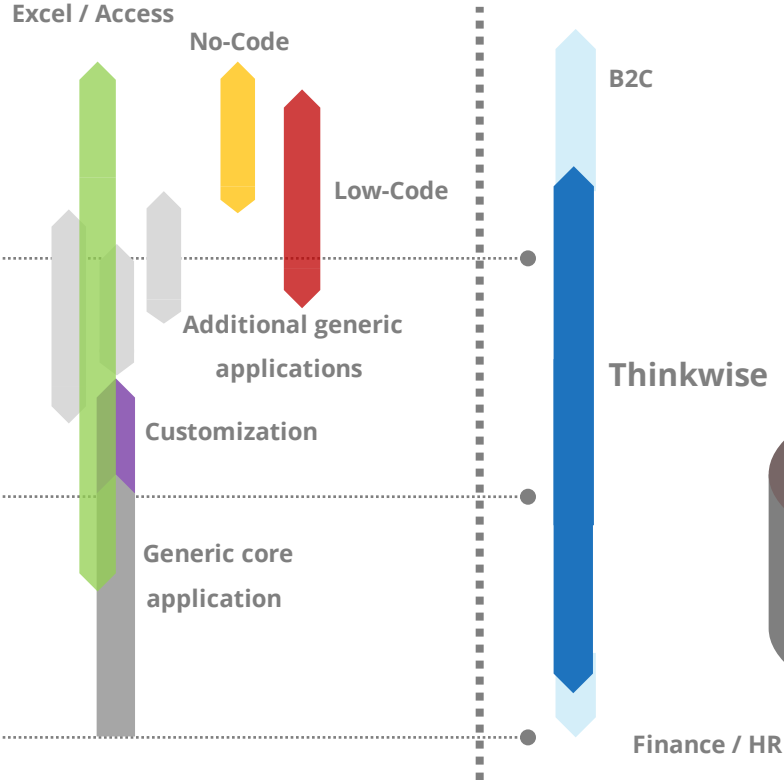 Excel / Access
No-Code
B2C
Low-Code
Additional generic
applications
Thinkwise
Customization
Generic core
application
Finance / HR